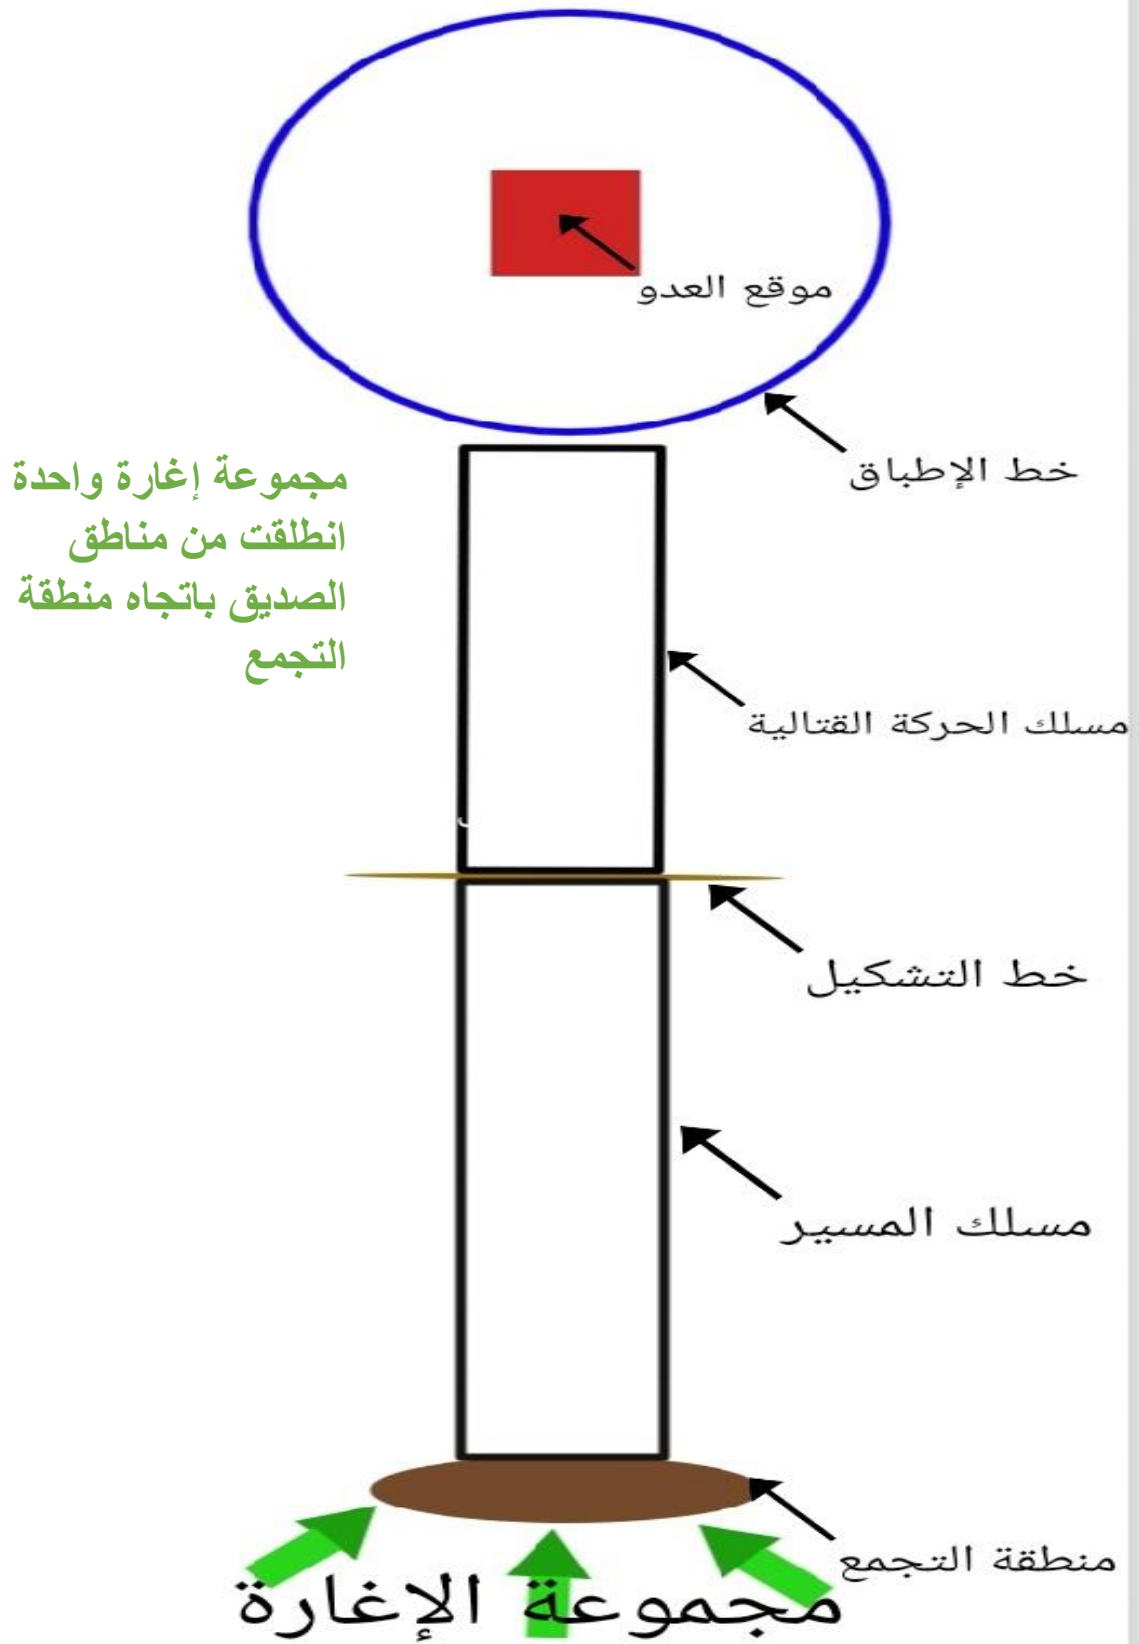 موقع العدو
خط الإطباق
مجموعة إغارة واحدة
انطلقت من مناطق
الصديق باتجاه منطقة
التجمع
مسلك الحركة القتالية
خط التشكيل
مسلك المسير
منطقة التجمع
مجموعة الإغارة